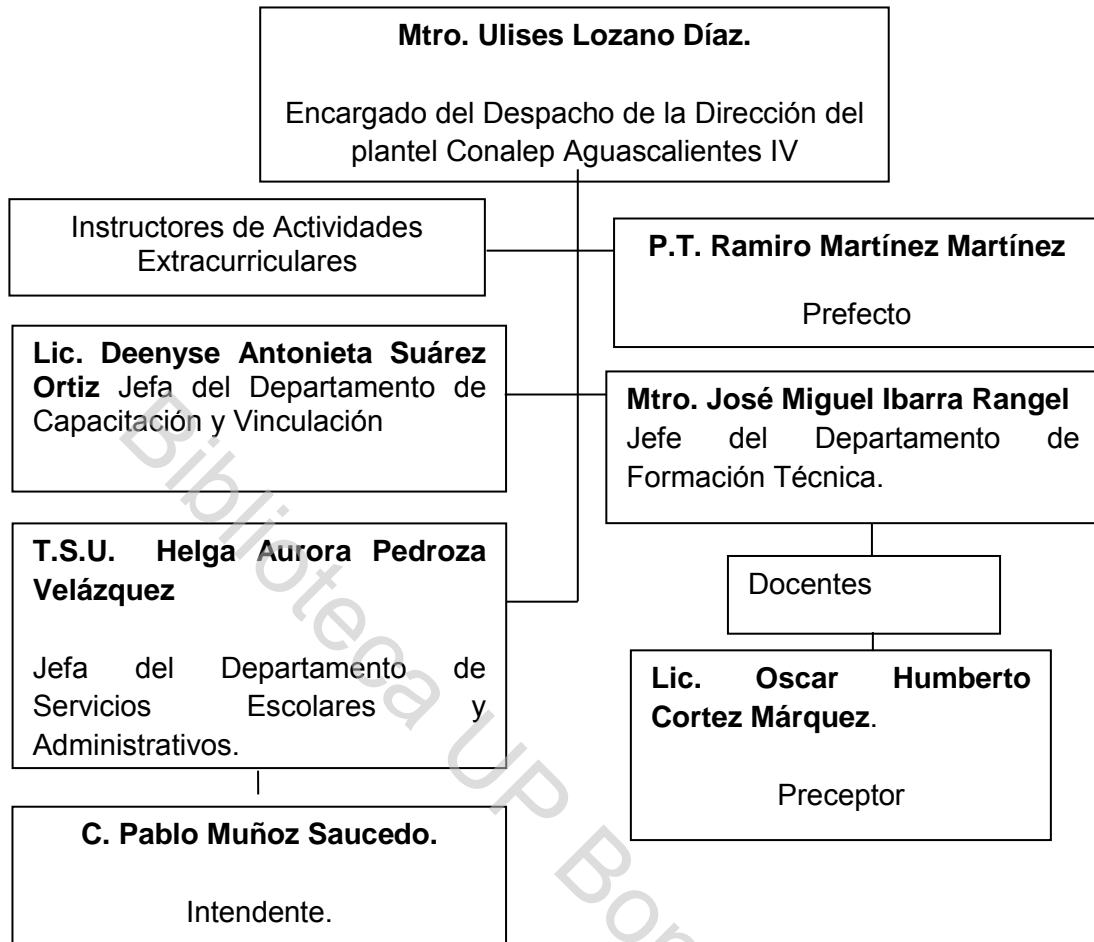 Mtro. Ulises Lozano Díaz.
Encargado del Despacho de la Dirección del
plantel Conalep Aguascalientes IV
Instructores de Actividades
Extracurriculares
P.T. Ramiro Martínez Martínez
Prefecto
Lic. Deenyse Antonieta Suárez
Ortiz Jefa del Departamento de
Capacitación y Vinculación
Mtro. José Miguel Ibarra Rangel
Jefe del Departamento de
Formación Técnica.
T.S.U. Helga Aurora Pedroza
Velázquez
Jefa del Departamento de
Servicios Escolares y
Administrativos.
Docentes
Lic. Oscar Humberto
Cortez Márquez.
Preceptor
C. Pablo Muñoz Saucedo.
Intendente.
Biblioteca UP Bon